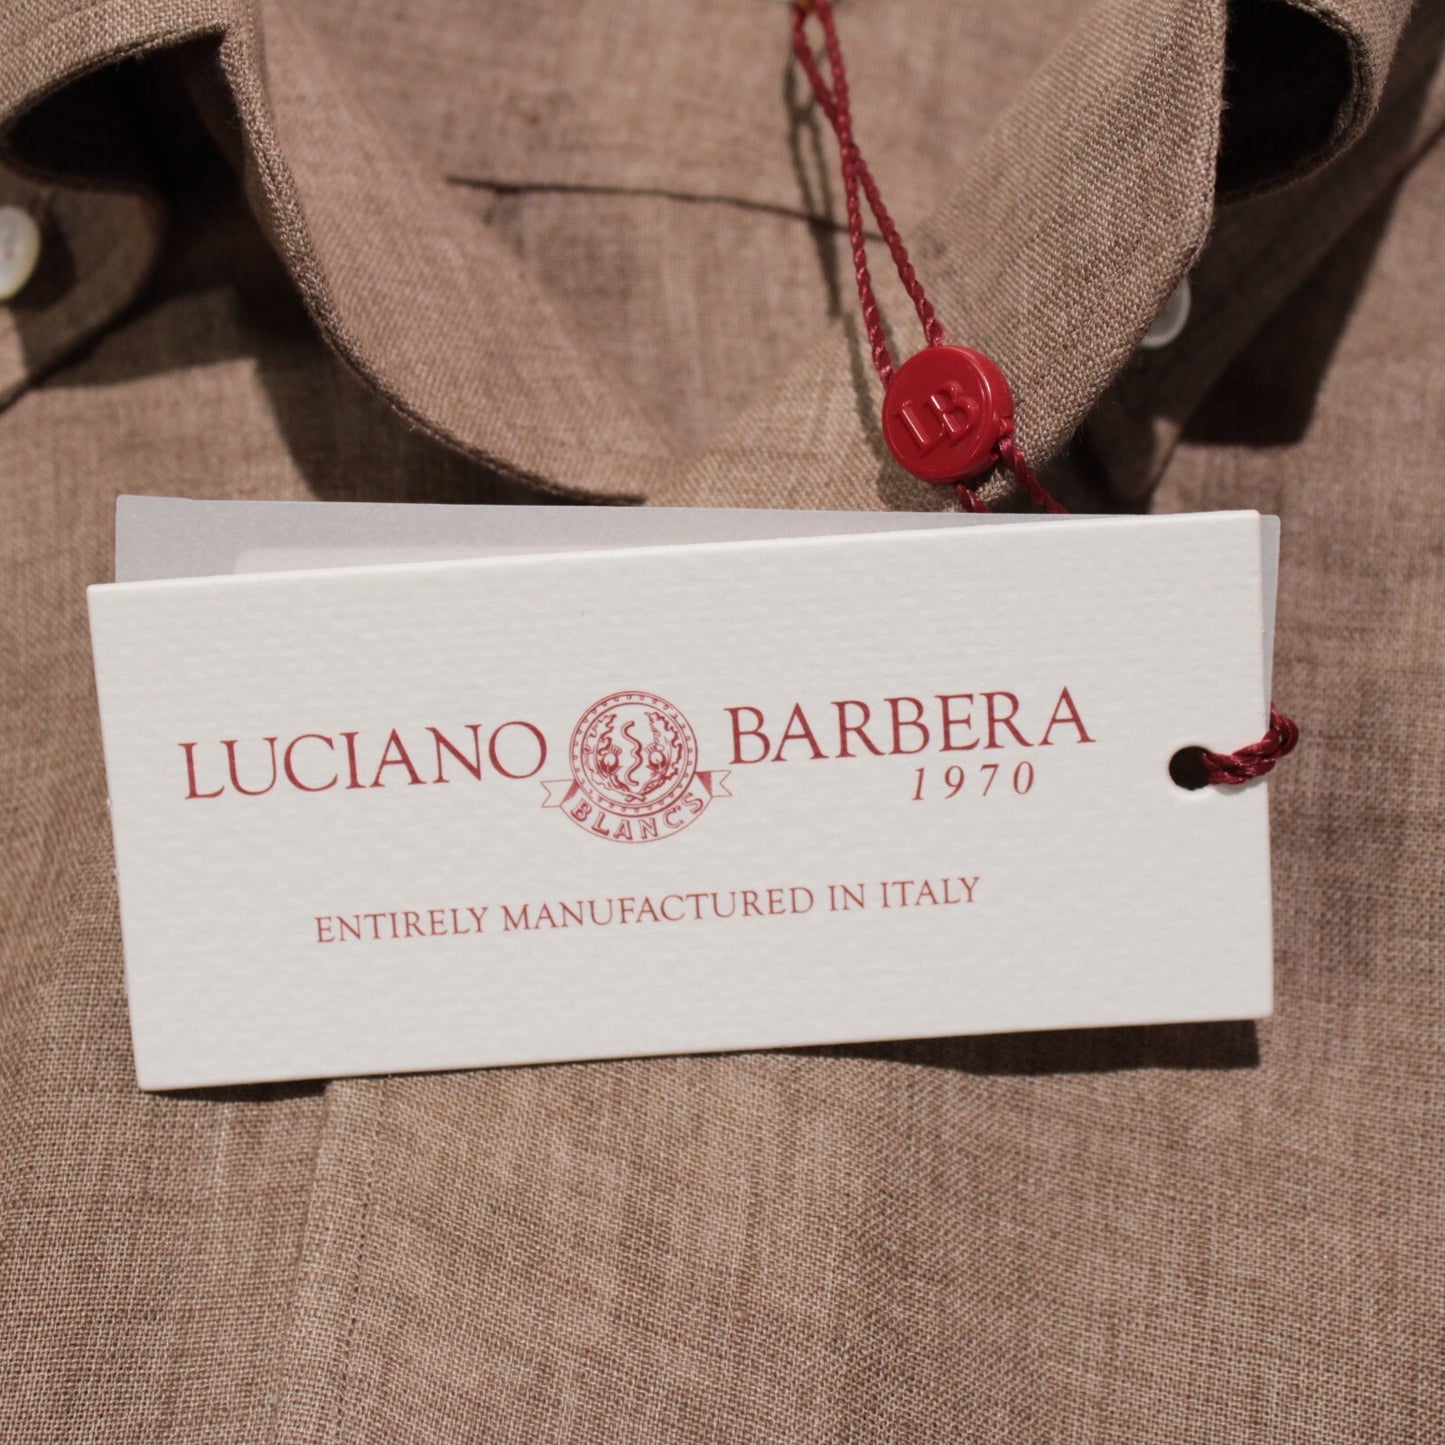 LB
LUCIANO BARBERA
BLANC'S
1970
ENTIRELY MANUFACTURED IN ITALY